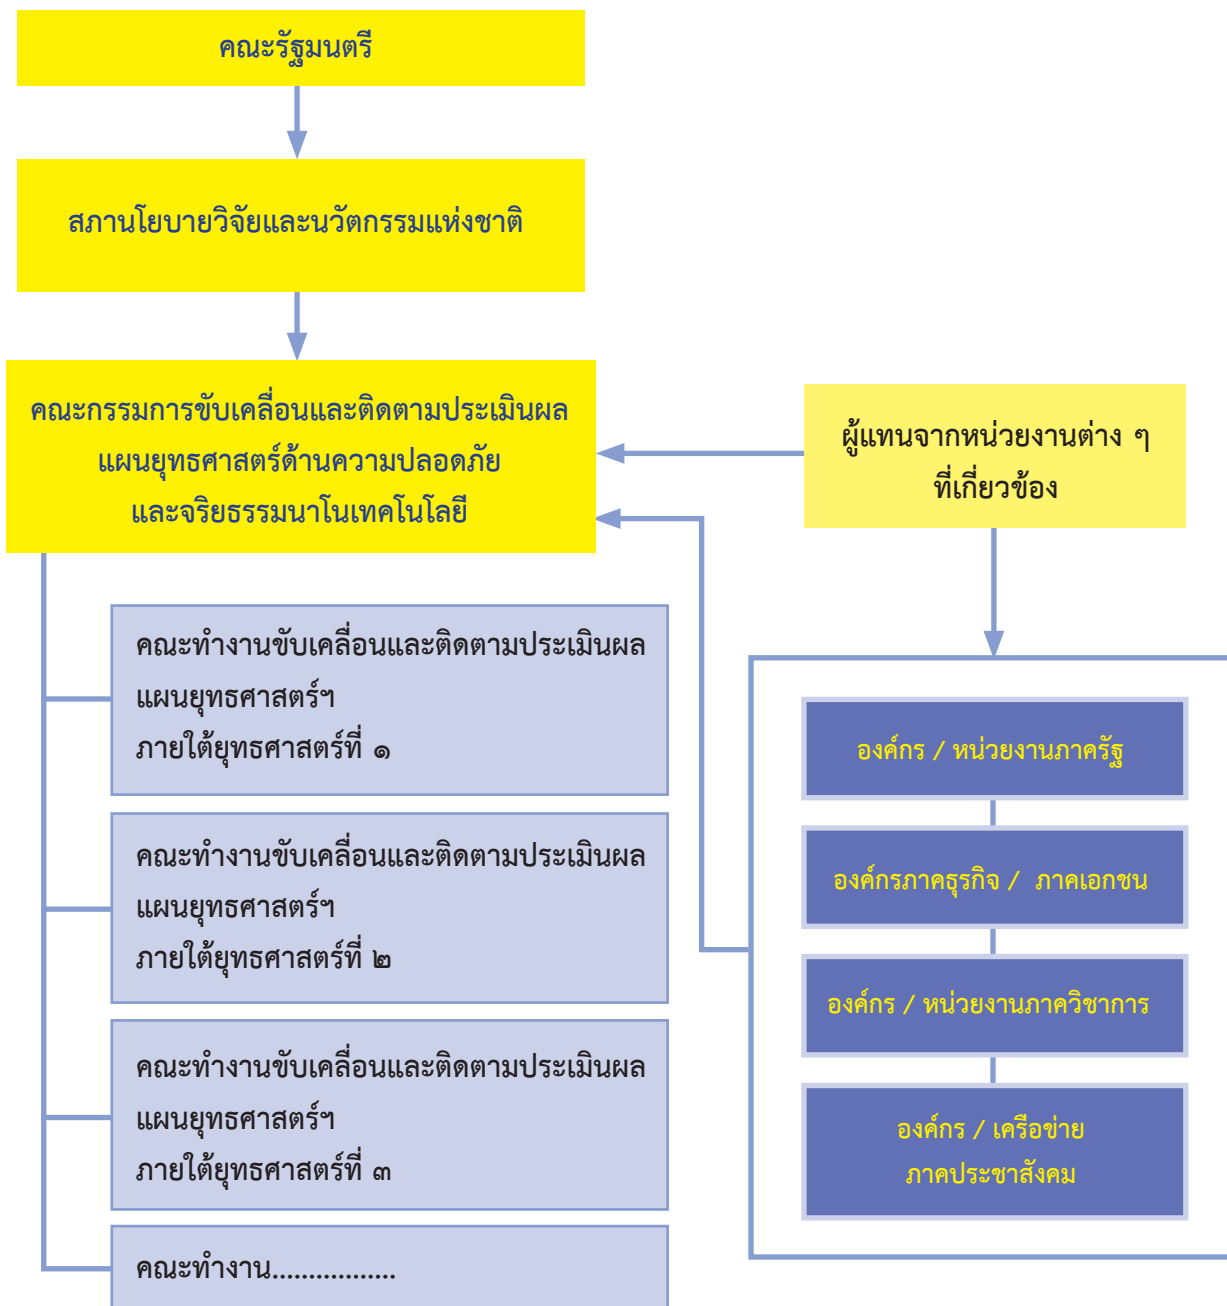 คณะรัฐมนตรี
สภานโยบายวิจัยและนวัตกรรมแห่งชาติ
คณะกรรมการขับเคลื่อนและติดตามประเมินผล
แผนยุทธศาสตร์ด้านความปลอดภัย
และจริยธรรมนาโนเทคโนโลยี
ผู้แทนจากหน่วยงานต่าง ๆ
ที่เกี่ยวข้อง
คณะทำงานขับเคลื่อนและติดตามประเมินผล
แผนยุทธศาสตร์ฯ
ภายใต้ยุทธศาสตร์ที่ ๑
คณะทำงานขับเคลื่อนและติดตามประเมินผล
แผนยุทธศาสตร์ฯ
ภายใต้ยุทธศาสตร์ที่ ๒
คณะทำงานขับเคลื่อนและติดตามประเมินผล
แผนยุทธศาสตร์ฯ
ภายใต้ยุทธศาสตร์ที่ ๓
คณะทำงาน.................
องค์กร / หน่วยงานภาครัฐ
องค์กรภาคธุรกิจ / ภาคเอกชน
องค์กร / หน่วยงานภาควิชาการ
องค์กร / เครือข่าย
ภาคประชาสังคม